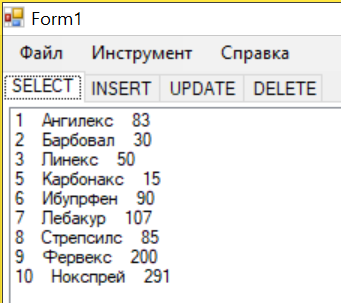 Form1
Файл Инструмент Справка
SELECT INSERT UPDATE DELETE
1 Ангилекс 83
2 Барбовал 30
3 Линекс 50
5 Карбонакс 15
6 Ибупрфен 90
7 Лебакур 107
8 Стрепсилс 85
9 Фервекс 200
10 Нокспрей 291